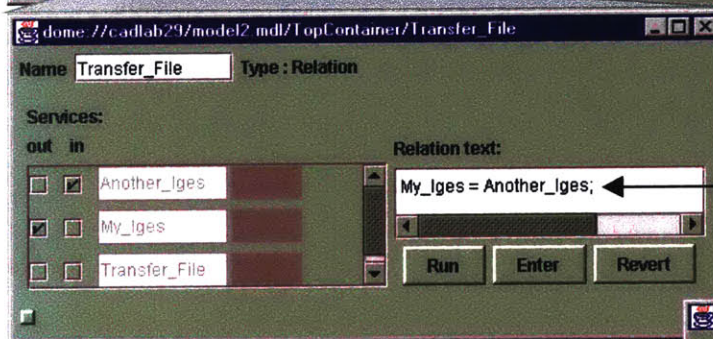 dome://cadlab29/model2.mdl/TopContainer/Transfer_File
Name Transfer_File Type : Relation
Services:
out in
Relation text:
Another_Iges
My_Iges = Another_Iges;
My_Iges
Transfer_File
Run Enter Revert